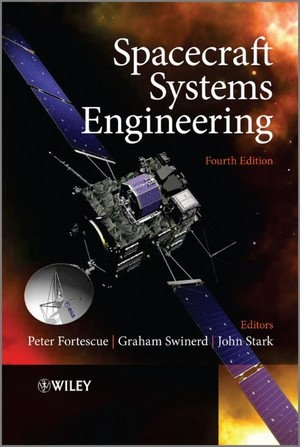 Spacecraft
Systems
Engineering
Fourth Edition
Editors
Peter Fortescue | Graham Swinerd | John Stark
WILEY